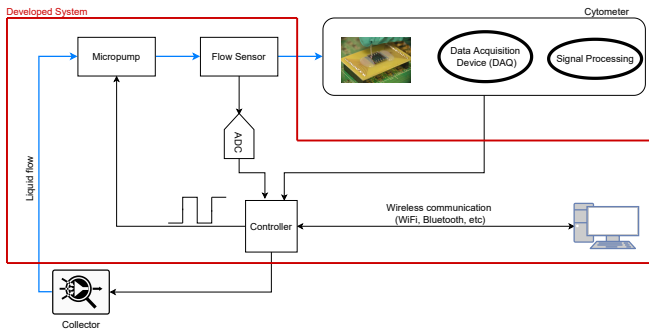 Developed System
Cytometer
Micropump
Flow Sensor
Data Acquisition
Device (DAQ)
Signal Processing
ADC
Liquid flow
Wireless communication
(WiFi, Bluetooth, etc)
Controller
Collector